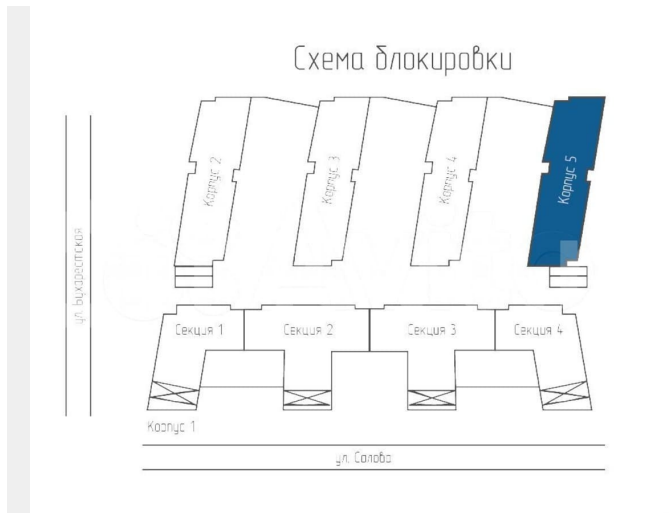 Схема блокировки
Корпус 2
Корпус 3
Корпус 4
Корпус 5
ул. Бухарестская
Секция 1
Секция 2
Секция 3
Секция 4
Корпус 1
ул. Салова